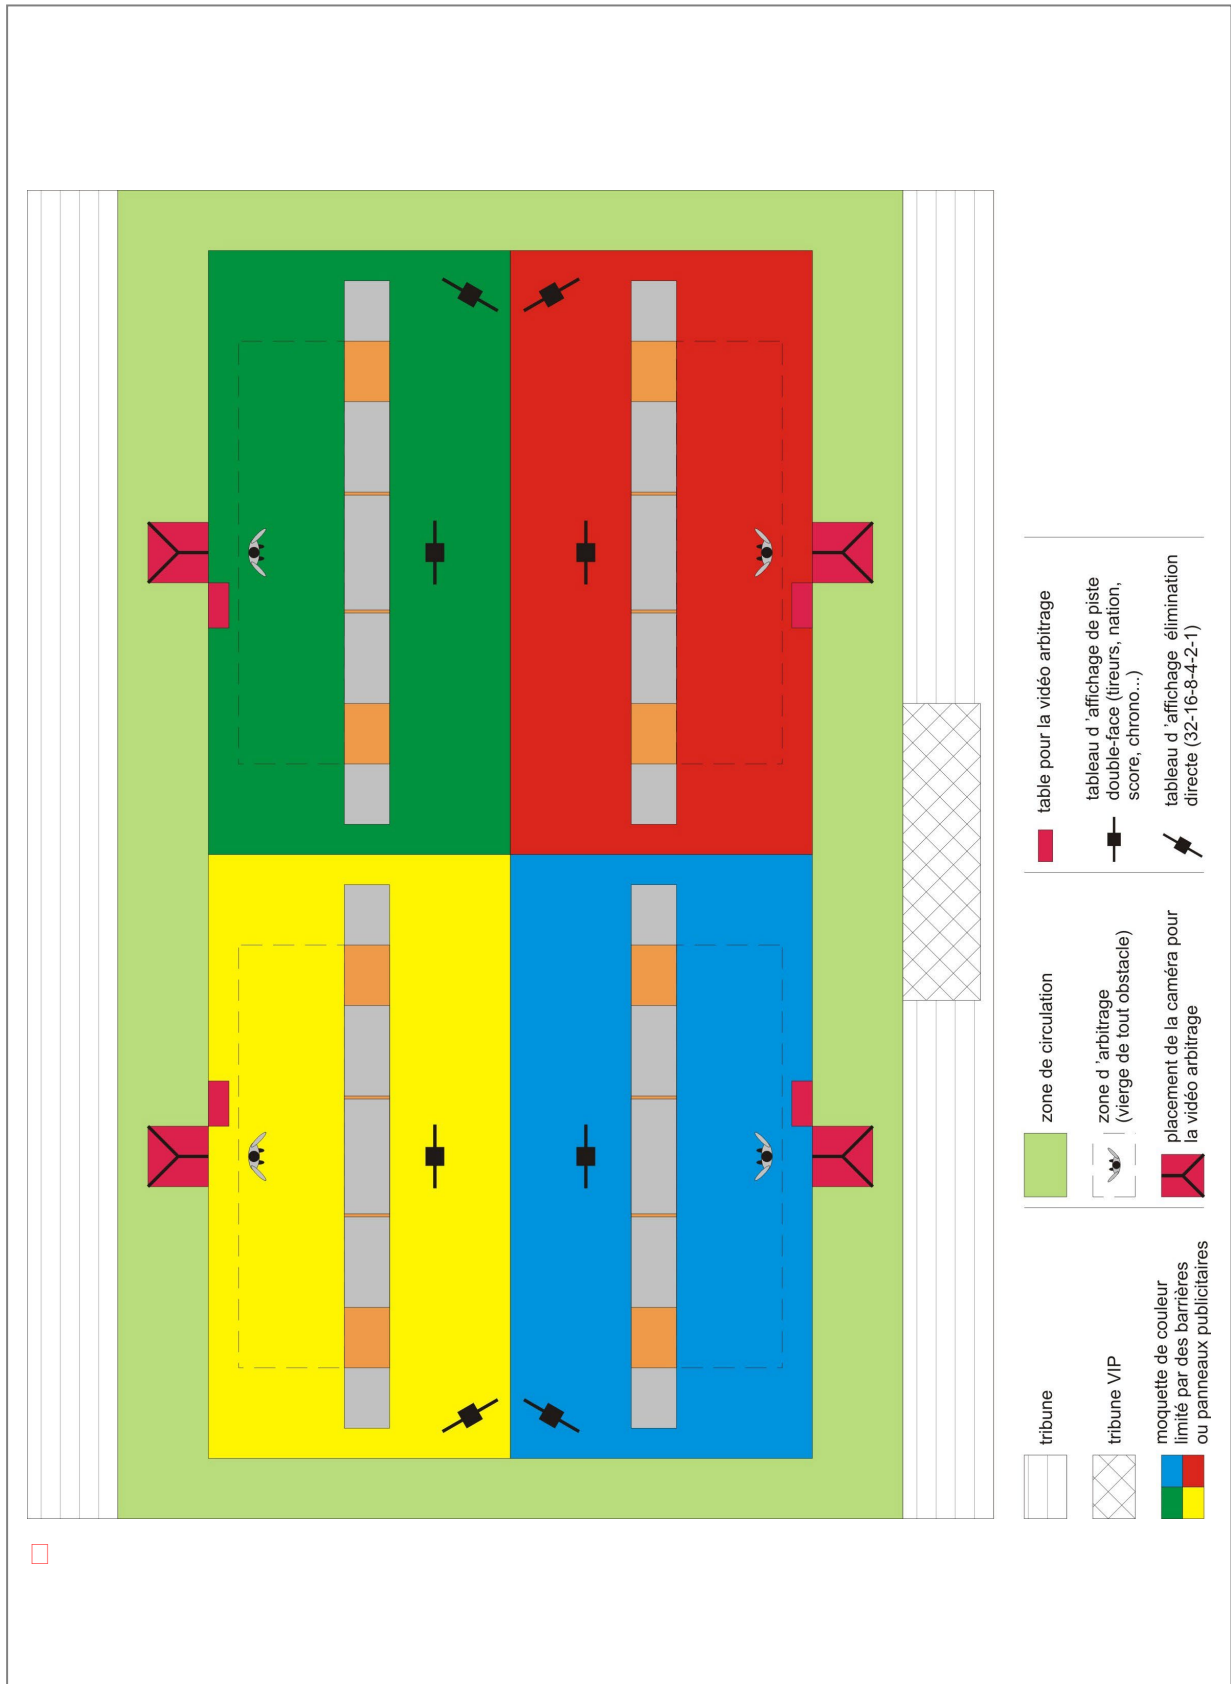 tribune
tribune VIP
moquette de couleur
limité par des barrières
ou panneaux publicitaires
zone de circulation
zone d 'arbitrage
(vierge de tout obstacle)
placement de la caméra pour
la vidéo arbitrage
table pour la vidéo arbitrage
tableau d 'affichage de piste
double-face (tireurs, nation,
score, chrono...)
tableau d 'affichage élimination
directe (32-16-8-4-2-1)